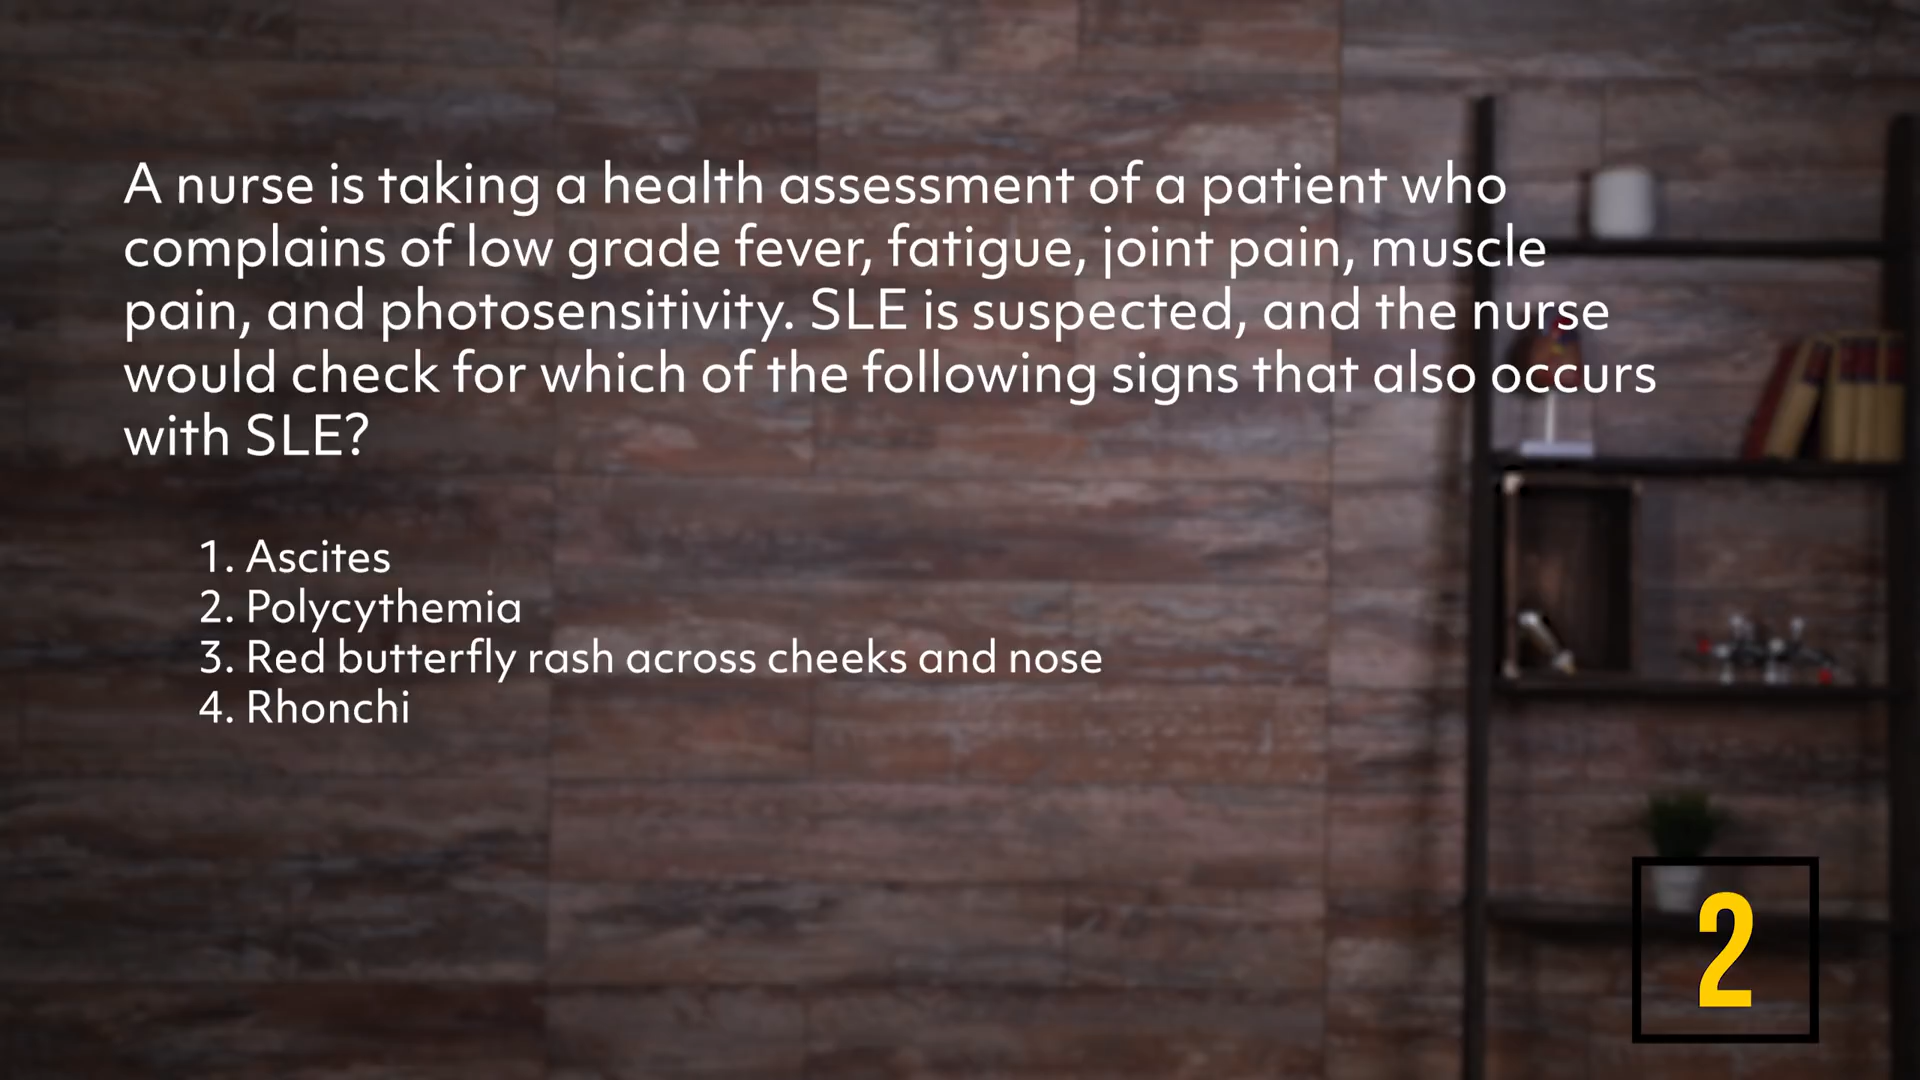 A nurse is taking a health assessment of a patient who
complains of low grade fever, fatigue, joint pain, muscle
pain, and photosensitivity. SLE is suspected, and the nurse
would check for which of the following signs that also occurs
with SLE?
1. Ascites
2. Polycythemia
3. Red butterfly rash across cheeks and nose
4. Rhonchi
2